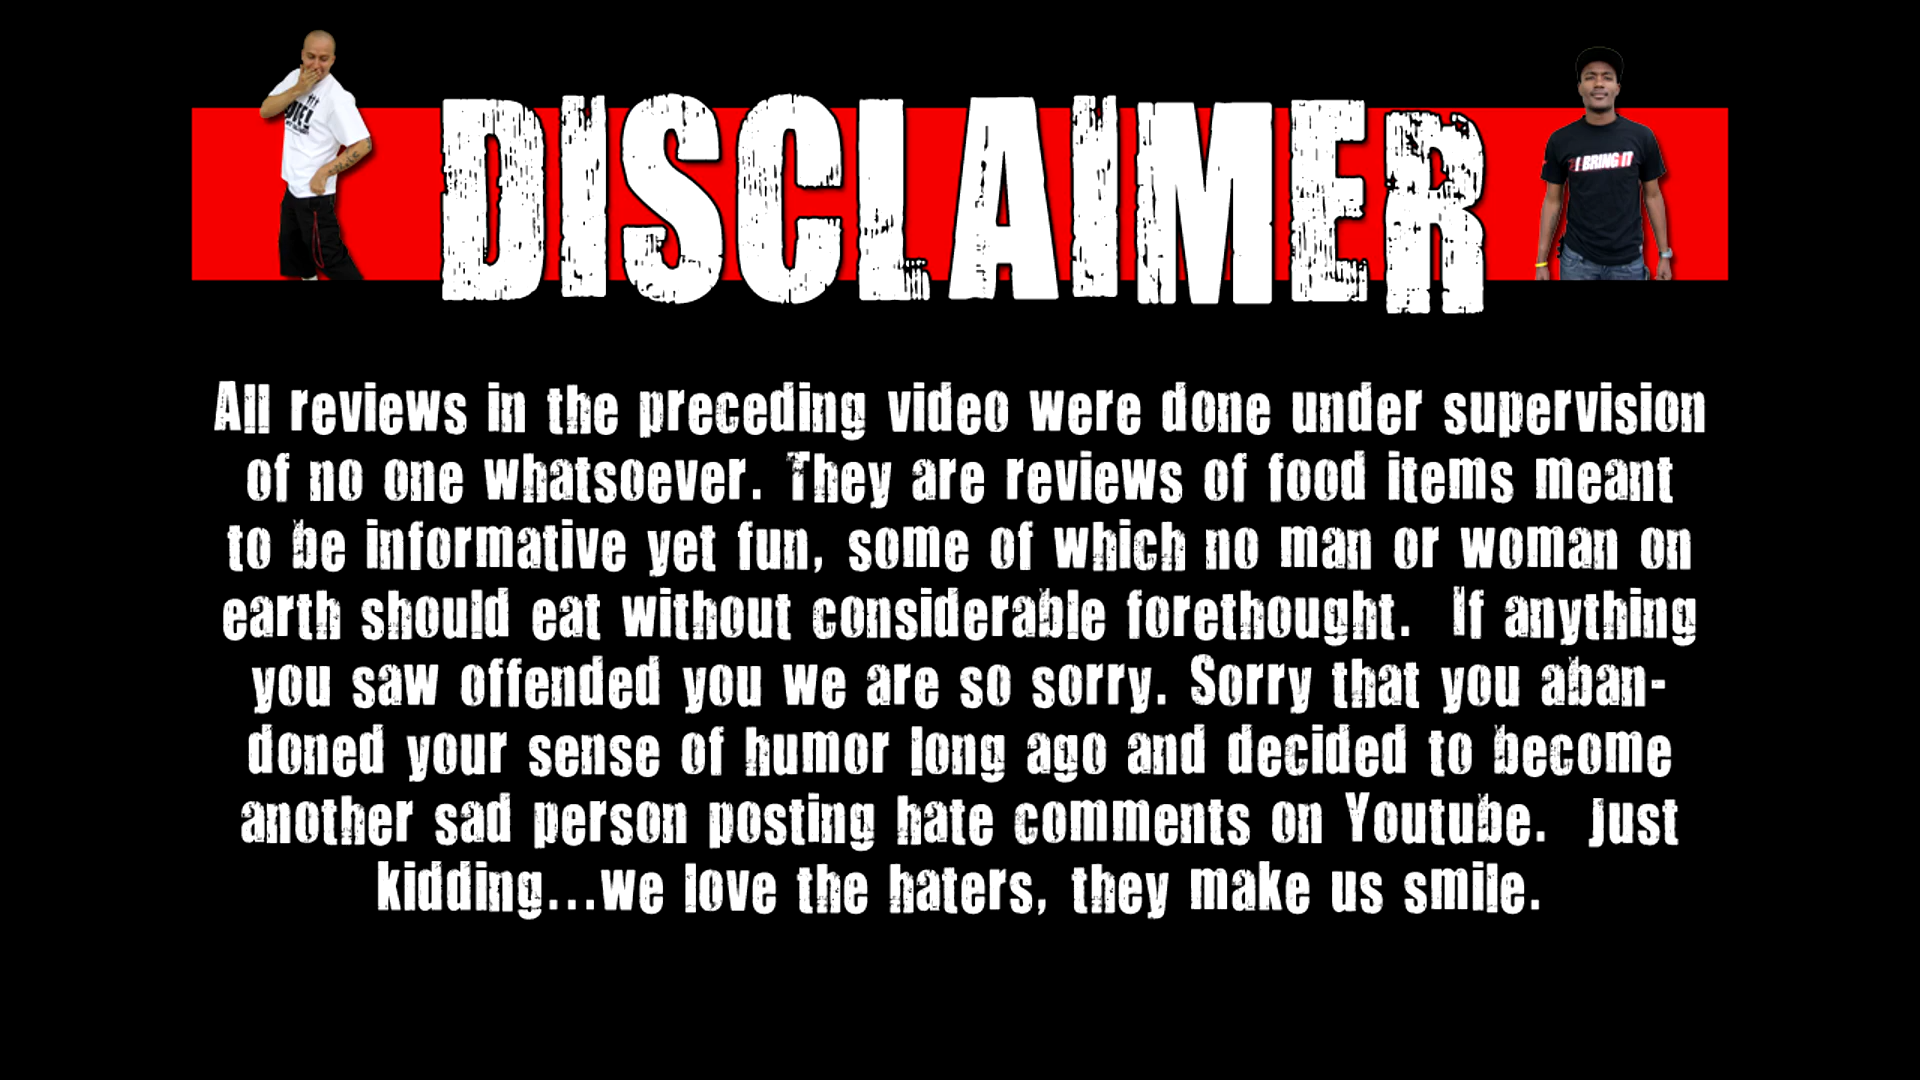 DISCLAIMER
DIET
I BRING IT
All reviews in the preceding video were done under supervision
of no one whatsoever. They are reviews of food items meant
to be informative yet fun, some of which no man or woman on
earth should eat without considerable forethought. If anything
you saw offended you we are so sorry. Sorry that you aban-
doned your sense of humor long ago and decided to become
another sad person posting hate comments on Youtube. Just
kidding...we love the haters, they make us smile.